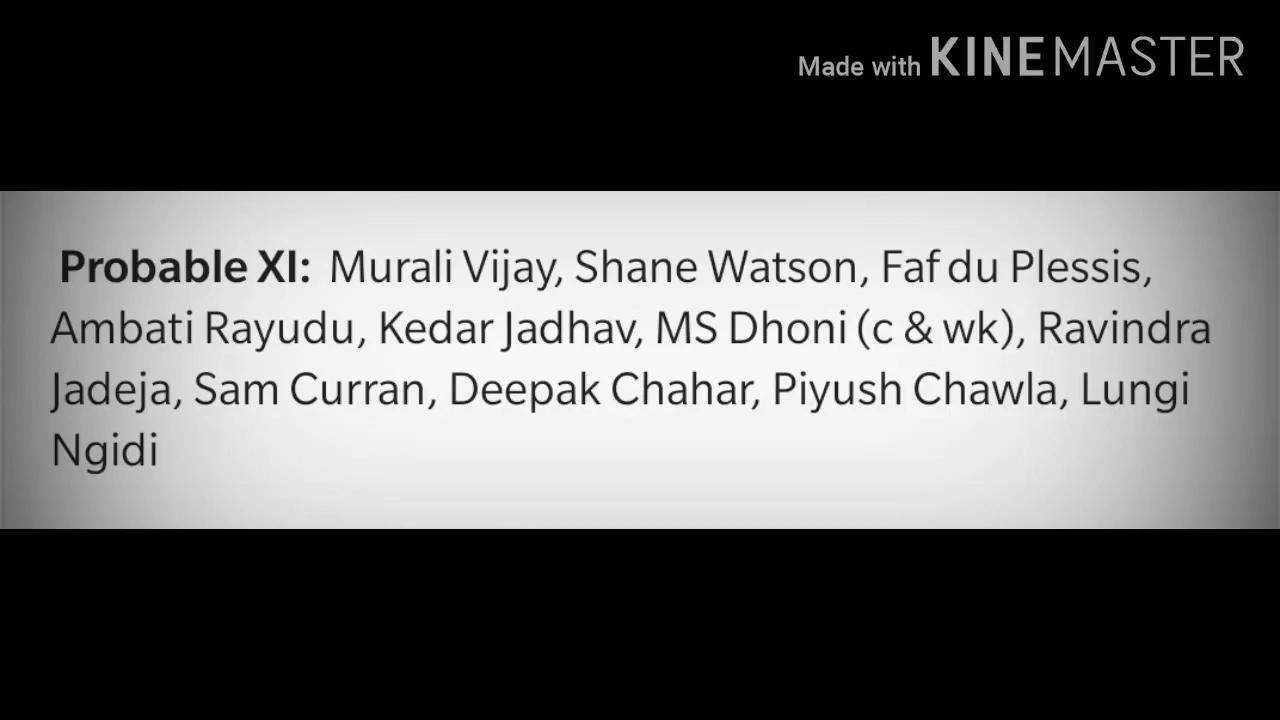 Made with KINEMASTER
Probable XI: Murali Vijay, Shane Watson, Faf du Plessis,
Ambati Rayudu, Kedar Jadhav, MS Dhoni (c & wk), Ravindra
Jadeja, Sam Curran, Deepak Chahar, Piyush Chawla, Lungi
Ngidi